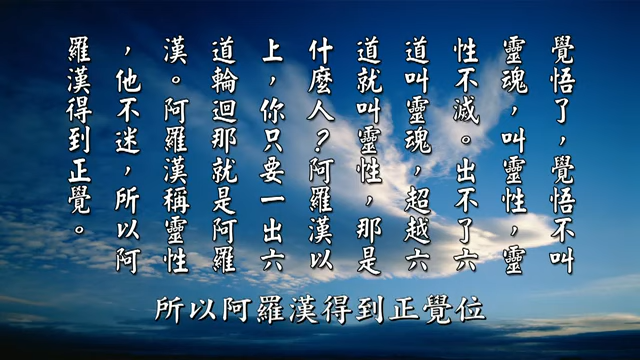 覺悟了，覺悟不叫
靈魂，叫靈性，靈
性不滅。出不了六
道叫靈魂，超越六
道就叫靈性，那是
什麼人？阿羅漢以
上，你只要一出六
道輪迴那就是阿羅
漢。阿羅漢稱靈性
，他不迷，所以阿
羅漢得到正覺。
所以阿羅漢得到正覺位